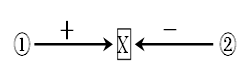 ① + X − ②